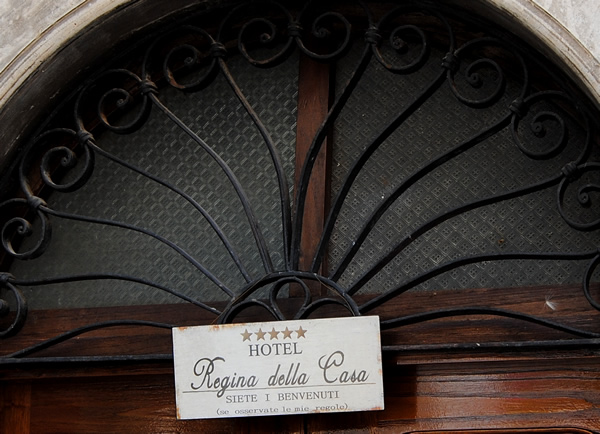 HOTEL
Regina della Casa
SIETE I BENVENUTI
(se osservate le mie regole)